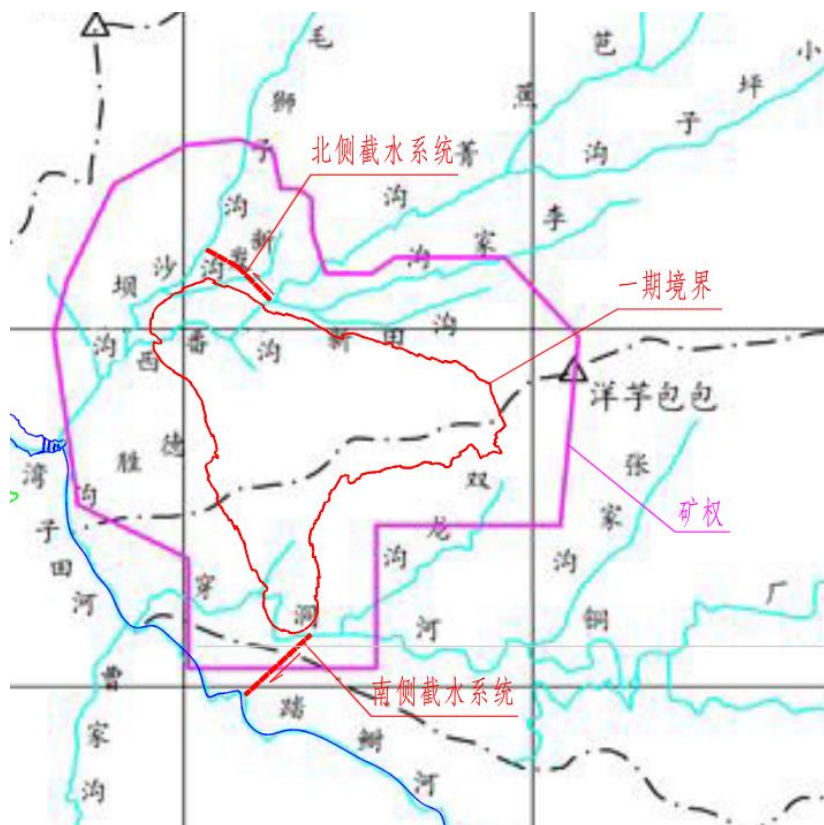 毛狮子沟
芭蕉菁沟
小坪子沟
北侧截水系统
李家沟
新发沟
沙坝沟
一期境界
新田沟
西番沟
洋芋包包
德胜沟
湾子田河
双龙沟
张家沟
矿权
穿洞河
铜厂
曹家沟
南侧截水系统
踏
河